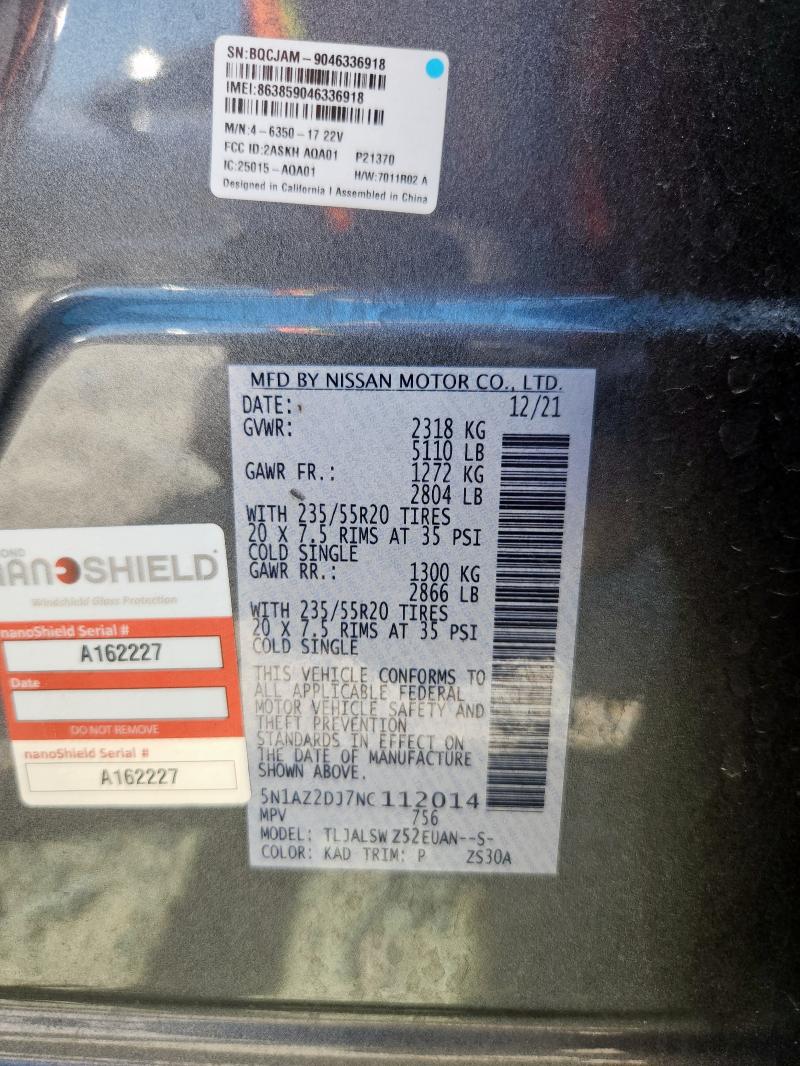 SN:BQCJAM-9046336918
IMEI:863859046336918
M/N:4-6350-17 22V
FCC ID:2ASKH AQA01 P21370
IC:25015-AQA01 H/W:7011R02 A
Designed in California | Assembled in China
MFD BY NISSAN MOTOR CO., LTD.
DATE: 12/21
GVWR: 2318 KG
5110 LB
GAWR FR.: 1272 KG
2804 LB
WITH 235/55R20 TIRES
20 X 7.5 RIMS AT 35 PSI
COLD SINGLE
GAWR RR.: 1300 KG
2866 LB
WITH 235/55R20 TIRES
20 X 7.5 RIMS AT 35 PSI
COLD SINGLE
THIS VEHICLE CONFORMS TO
ALL APPLICABLE FEDERAL
MOTOR VEHICLE SAFETY AND
THEFT PREVENTION
STANDARDS IN EFFECT ON
THE DATE OF MANUFACTURE
SHOWN ABOVE.
5N1AZ2DJ7NC112014
MPV 756
MODEL: TLJALSW Z52EUAN--S-
COLOR: KAD TRIM: P ZS30A
OND
NANOSHIELD
Windshield Glass Protection
nanoShield Serial #
A162227
Date
DO NOT REMOVE
nanoShield Serial #
A162227